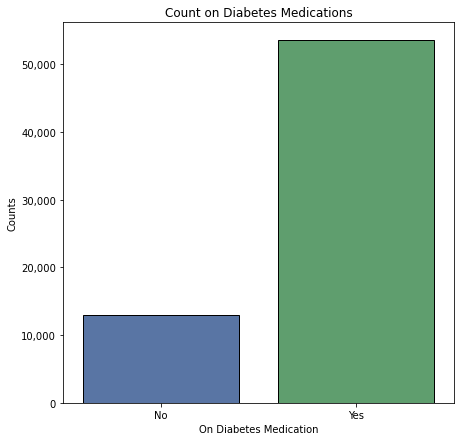 Count on Diabetes Medications
Counts
50,000
40,000
30,000
20,000
10,000
0
No
Yes
On Diabetes Medication